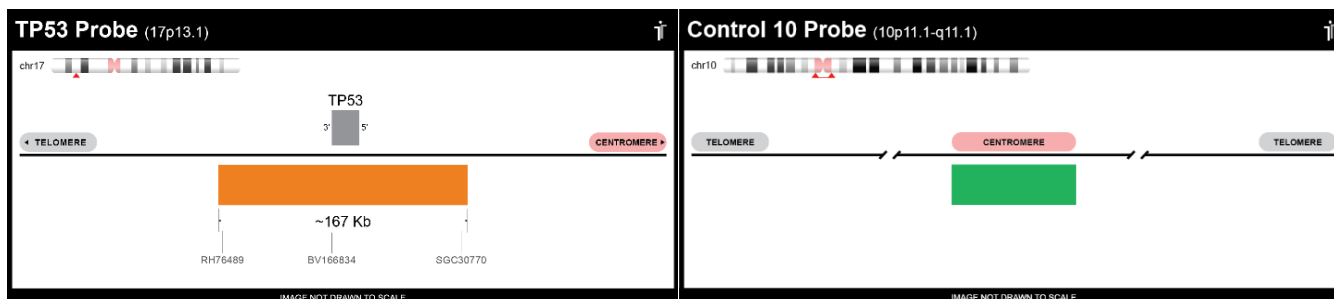 TP53 Probe (17p13.1)
chr17
TP53
3' 5'
TELOMERE
CENTROMERE
~167 Kb
RH76489 BV166834 SGC30770
IMAGE NOT DRAWN TO SCALE
Control 10 Probe (10p11.1-q11.1)
chr10
TELOMERE
CENTROMERE
TELOMERE
IMAGE NOT DRAWN TO SCALE